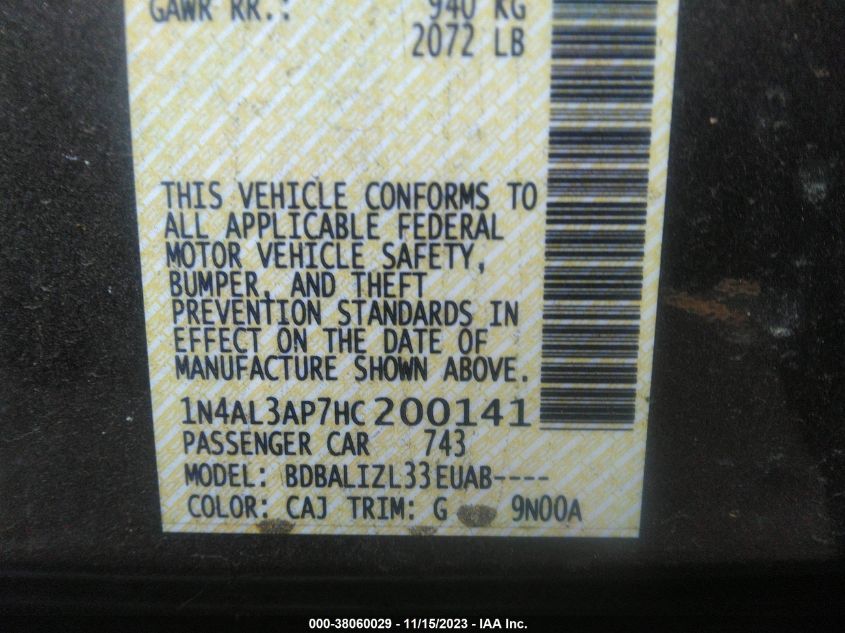 GAWR RR.: 940 KG
2072 LB
THIS VEHICLE CONFORMS TO
ALL APPLICABLE FEDERAL
MOTOR VEHICLE SAFETY,
BUMPER, AND THEFT
PREVENTION STANDARDS IN
EFFECT ON THE DATE OF
MANUFACTURE SHOWN ABOVE.
1N4AL3AP7HC200141
PASSENGER CAR 743
MODEL: BDBALIZL33EUAB----
COLOR: CAJ TRIM: G 9N00A
000-38060029 - 11/15/2023 - IAA Inc.